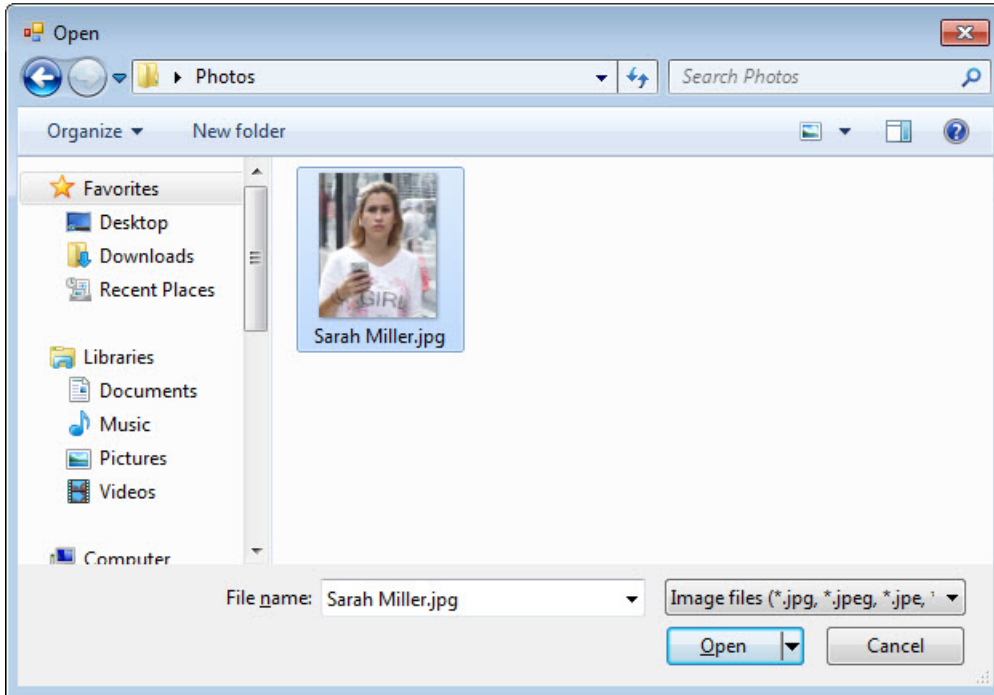 Open
Photos
Search Photos
Organize
New folder
Favorites
Desktop
Downloads
Recent Places
Libraries
Documents
Music
Pictures
Videos
Computer
GIRL
Sarah Miller.jpg
File name: Sarah Miller.jpg
Image files (*.jpg, *.jpeg, *.jpe,
Open
Cancel